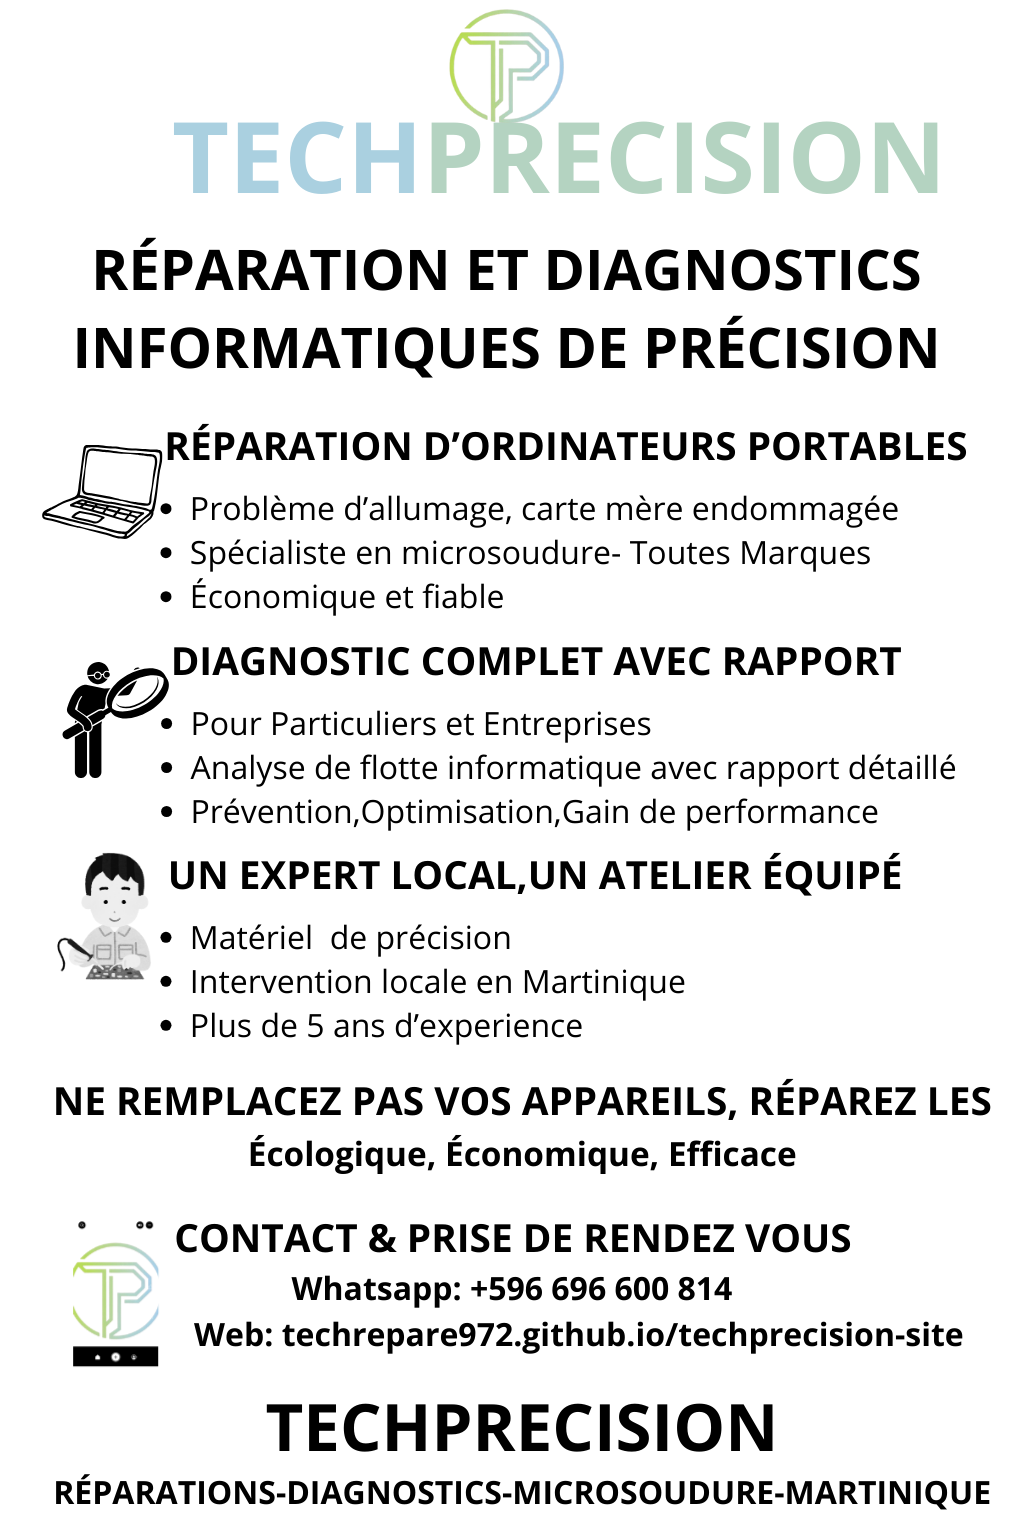 TP
TECHPRECISION
RÉPARATION ET DIAGNOSTICS
INFORMATIQUES DE PRÉCISION
RÉPARATION D’ORDINATEURS PORTABLES
• Problème d’allumage, carte mère endommagée
• Spécialiste en microsoudure- Toutes Marques
• Économique et fiable
DIAGNOSTIC COMPLET AVEC RAPPORT
• Pour Particuliers et Entreprises
• Analyse de flotte informatique avec rapport détaillé
• Prévention,Optimisation,Gain de performance
UN EXPERT LOCAL,UN ATELIER ÉQUIPÉ
• Matériel  de précision
• Intervention locale en Martinique
• Plus de 5 ans d’experience
NE REMPLACEZ PAS VOS APPAREILS, RÉPAREZ LES
Écologique, Économique, Efficace
CONTACT & PRISE DE RENDEZ VOUS
Whatsapp: +596 696 600 814
Web: techrepare972.github.io/techprecision-site
TP
TECHPRECISION
RÉPARATIONS-DIAGNOSTICS-MICROSOUDURE-MARTINIQUE